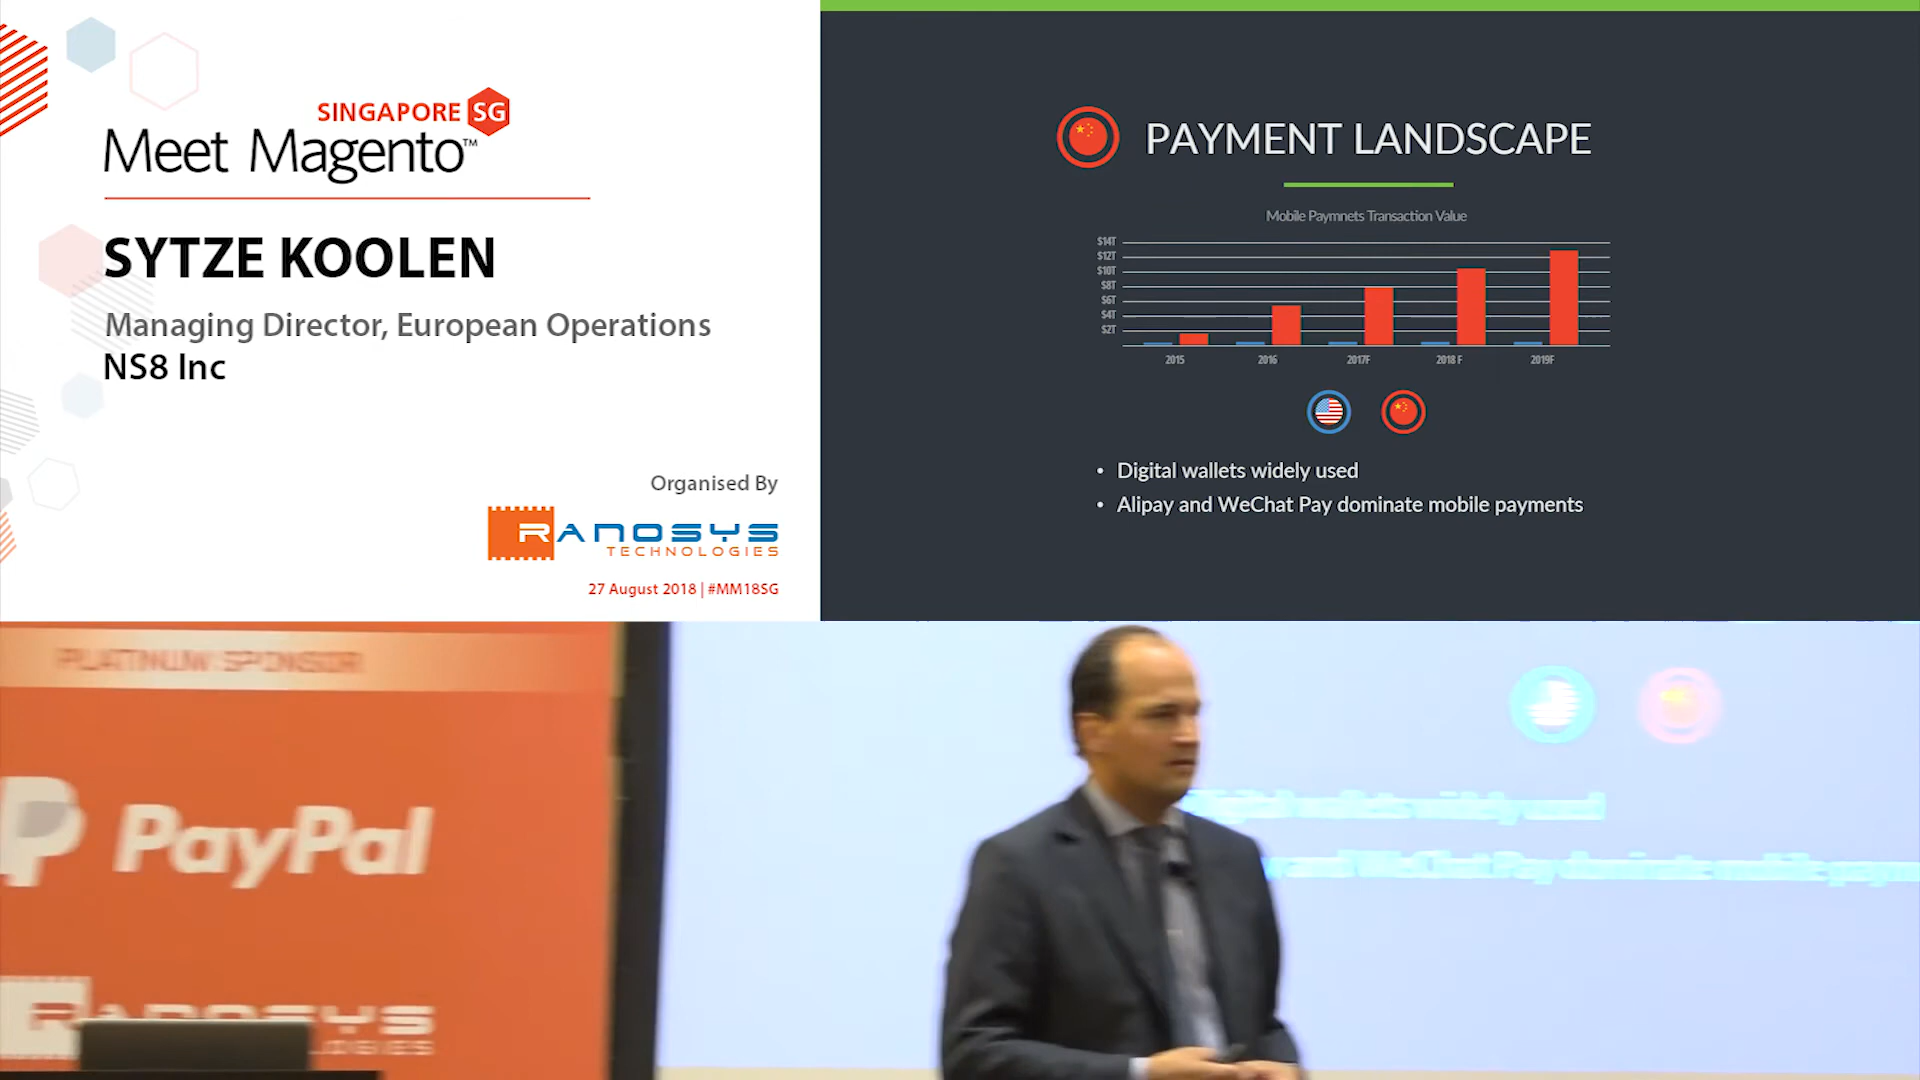 SINGAPORE SG
Meet Magento™
SYTZE KOOLEN
Managing Director, European Operations
NS8 Inc
Organised By
RANOSYS
TECHNOLOGIES
27 August 2018 | #MM18SG
PAYMENT LANDSCAPE
Mobile Paymnets Transaction Value
$14T
$12T
$10T
$8T
$6T
$4T
$2T
2015 2016 2017F 2018 F 2019F
• Digital wallets widely used
• Alipay and WeChat Pay dominate mobile payments
PLATINUM SPONSOR
PayPal
RANOSYS